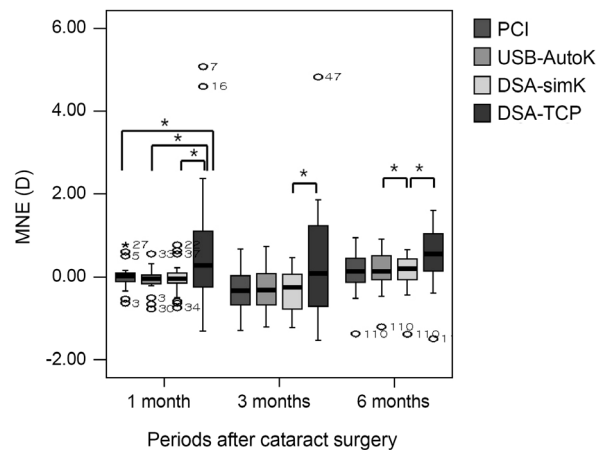 6.00
4.00
2.00
0.00
-2.00
MNE (D)
PCI
USB-AutoK
DSA-simK
DSA-TCP
7
16
47
*
*
*
*
*
*
*27
5
3
33
3
30
22
37
34
110
110
110
1 month
3 months
6 months
Periods after cataract surgery